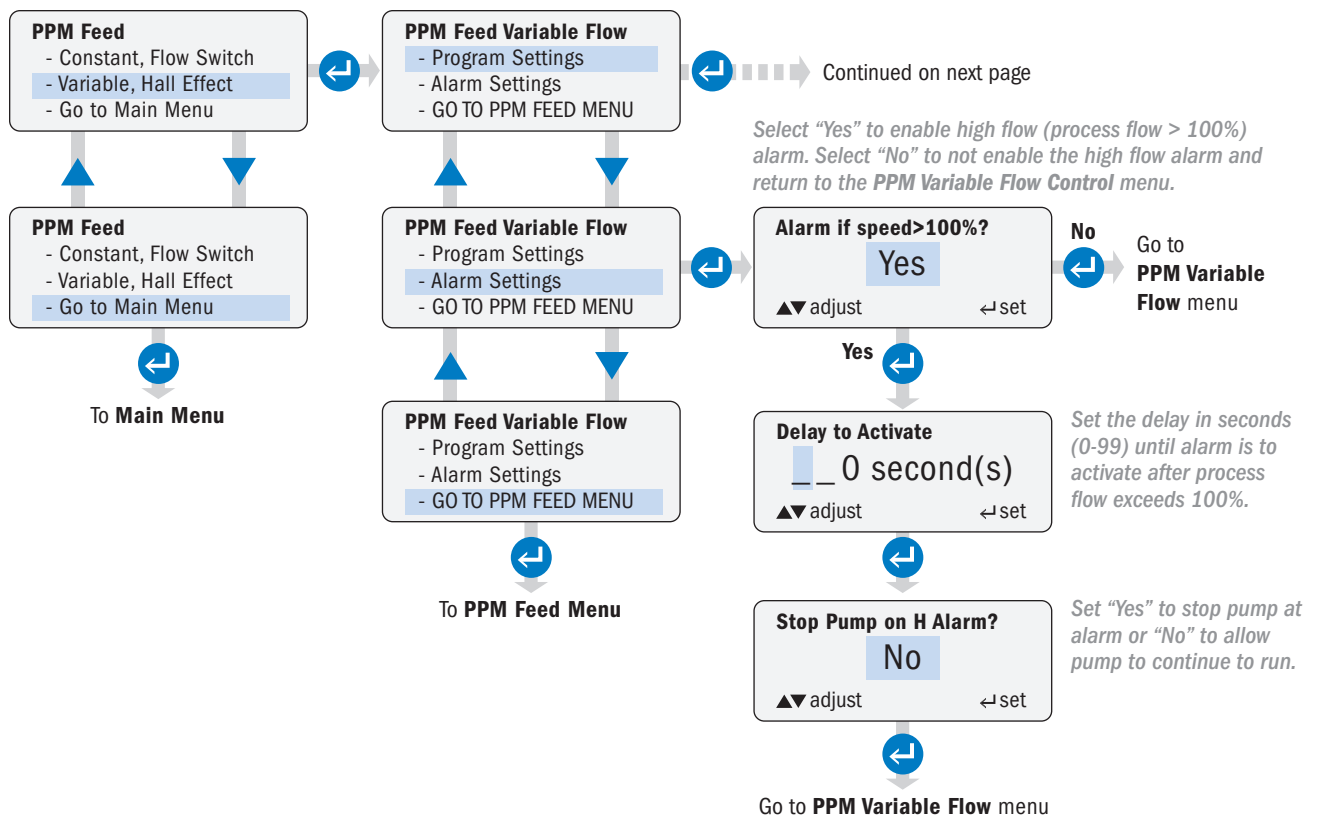 PPM Feed
- Constant, Flow Switch
- Variable, Hall Effect
- Go to Main Menu
PPM Feed Variable Flow
- Program Settings
- Alarm Settings
- GO TO PPM FEED MENU
Continued on next page
Select “Yes” to enable high flow (process flow > 100%)
alarm. Select “No” to not enable the high flow alarm and
return to the PPM Variable Flow Control menu.
PPM Feed
- Constant, Flow Switch
- Variable, Hall Effect
- Go to Main Menu
To Main Menu
PPM Feed Variable Flow
- Program Settings
- Alarm Settings
- GO TO PPM FEED MENU
Alarm if speed>100%?
Yes
▲▼ adjust ↵ set
No
Go to
PPM Variable
Flow menu
Yes
PPM Feed Variable Flow
- Program Settings
- Alarm Settings
- GO TO PPM FEED MENU
To PPM Feed Menu
Delay to Activate
_ _ 0 second(s)
▲▼ adjust ↵ set
Set the delay in seconds
(0-99) until alarm is to
activate after process
flow exceeds 100%.
Stop Pump on H Alarm?
No
▲▼ adjust ↵ set
Set “Yes” to stop pump at
alarm or “No” to allow
pump to continue to run.
Go to PPM Variable Flow menu